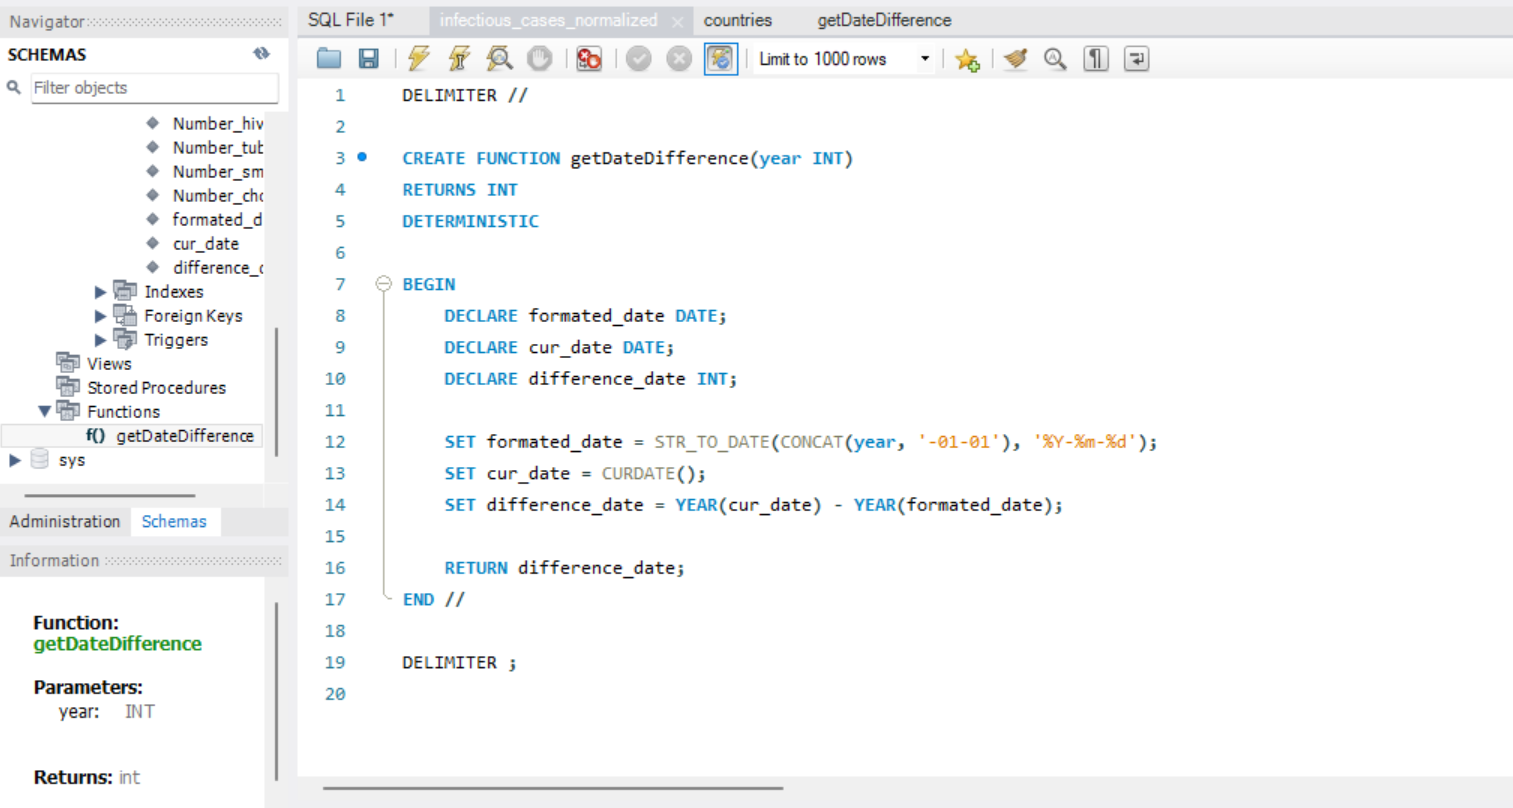 Navigator
SCHEMAS
Filter objects
Number_hiv
Number_tub
Number_sm
Number_cho
formated_d
cur_date
difference_d
Indexes
Foreign Keys
Triggers
Views
Stored Procedures
Functions
f() getDateDifference
sys
Administration Schemas
Information
Function:
getDateDifference
Parameters:
year: INT
Returns: int
SQL File 1* infectious_cases_normalized × countries getDateDifference
Limit to 1000 rows
1 DELIMITER //
2
3 CREATE FUNCTION getDateDifference(year INT)
4 RETURNS INT
5 DETERMINISTIC
6
7 BEGIN
8 DECLARE formated_date DATE;
9 DECLARE cur_date DATE;
10 DECLARE difference_date INT;
11
12 SET formated_date = STR_TO_DATE(CONCAT(year, '-01-01'), '%Y-%m-%d');
13 SET cur_date = CURDATE();
14 SET difference_date = YEAR(cur_date) - YEAR(formated_date);
15
16 RETURN difference_date;
17 END //
18
19 DELIMITER ;
20